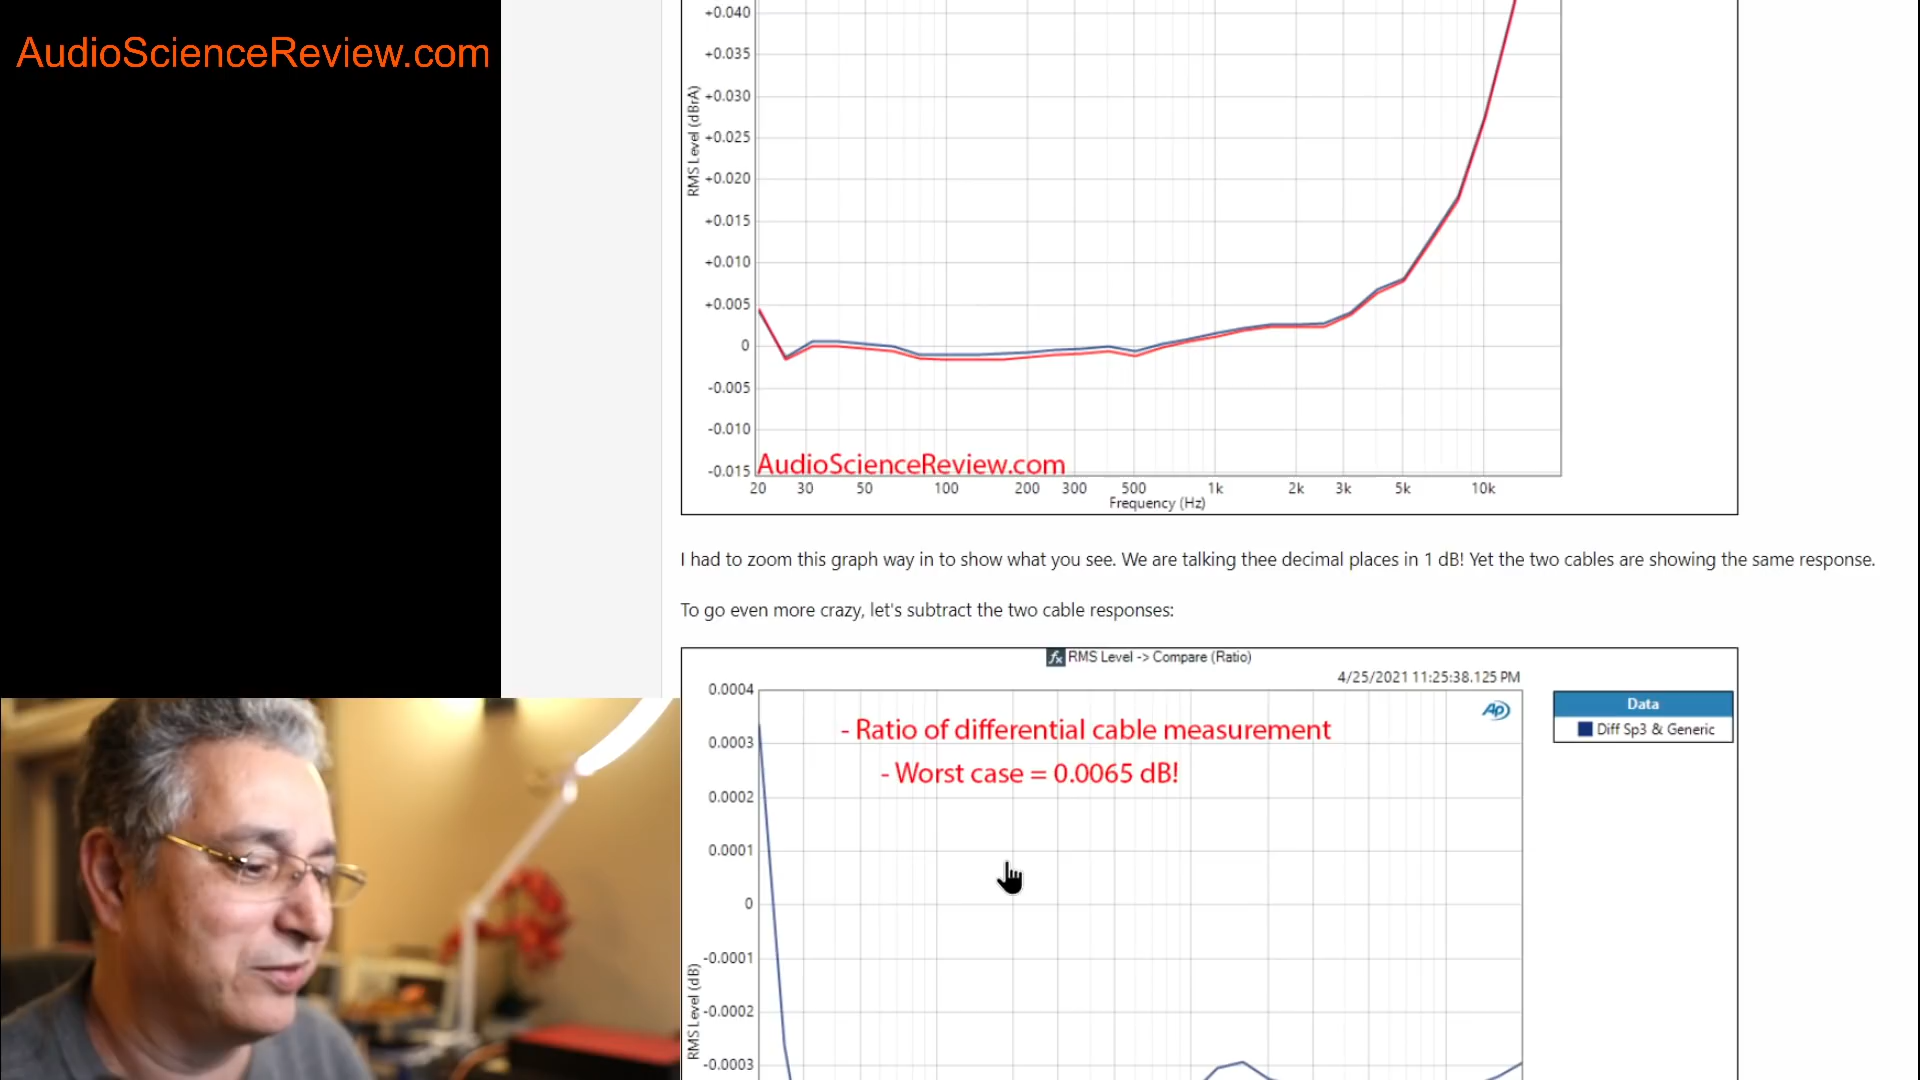 AudioScienceReview.com
+0.040
+0.035
+0.030
+0.025
+0.020
+0.015
+0.010
+0.005
0
-0.005
-0.010
-0.015
RMS Level (dBrA)
AudioScienceReview.com
20 30 50 100 200 300 500 1k 2k 3k 5k 10k
Frequency (Hz)
I had to zoom this graph way in to show what you see. We are talking thee decimal places in 1 dB! Yet the two cables are showing the same response.
To go even more crazy, let's subtract the two cable responses:
fx RMS Level -> Compare (Ratio)
4/25/2021 11:25:38.125 PM
0.0004
0.0003
0.0002
0.0001
0
-0.0001
-0.0002
-0.0003
RMS Level (dB)
- Ratio of differential cable measurement
- Worst case = 0.0065 dB!
AP
Data
Diff Sp3 & Generic